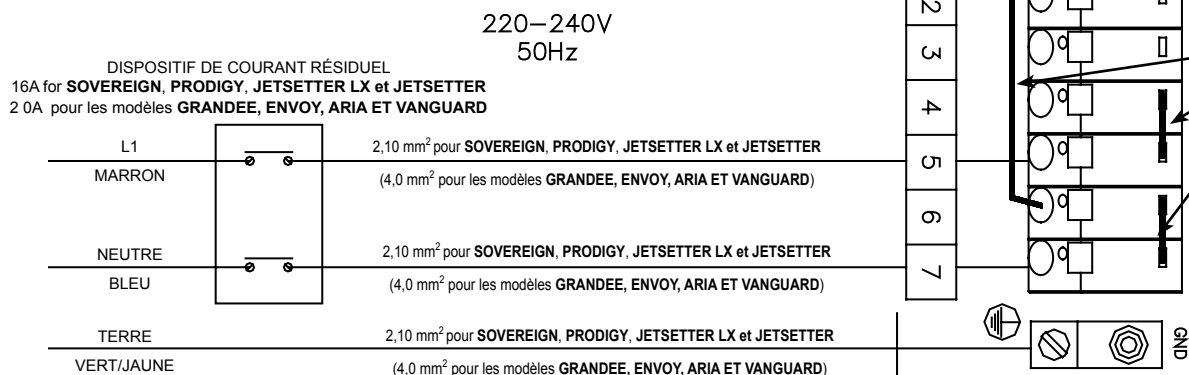 220–240V
50Hz
DISPOSITIF DE COURANT RÉSIDUEL
16A for SOVEREIGN, PRODIGY, JETSETTER LX et JETSETTER
2 0A pour les modèles GRANDEE, ENVOY, ARIA ET VANGUARD
L1
MARRON
2,10 mm² pour SOVEREIGN, PRODIGY, JETSETTER LX et JETSETTER
(4,0 mm² pour les modèles GRANDEE, ENVOY, ARIA ET VANGUARD)
NEUTRE
BLEU
2,10 mm² pour SOVEREIGN, PRODIGY, JETSETTER LX et JETSETTER
(4,0 mm² pour les modèles GRANDEE, ENVOY, ARIA ET VANGUARD)
TERRE
VERT/JAUNE
2,10 mm² pour SOVEREIGN, PRODIGY, JETSETTER LX et JETSETTER
(4,0 mm² pour les modèles GRANDEE, ENVOY, ARIA ET VANGUARD)
2
3
4
5
6
7
GND